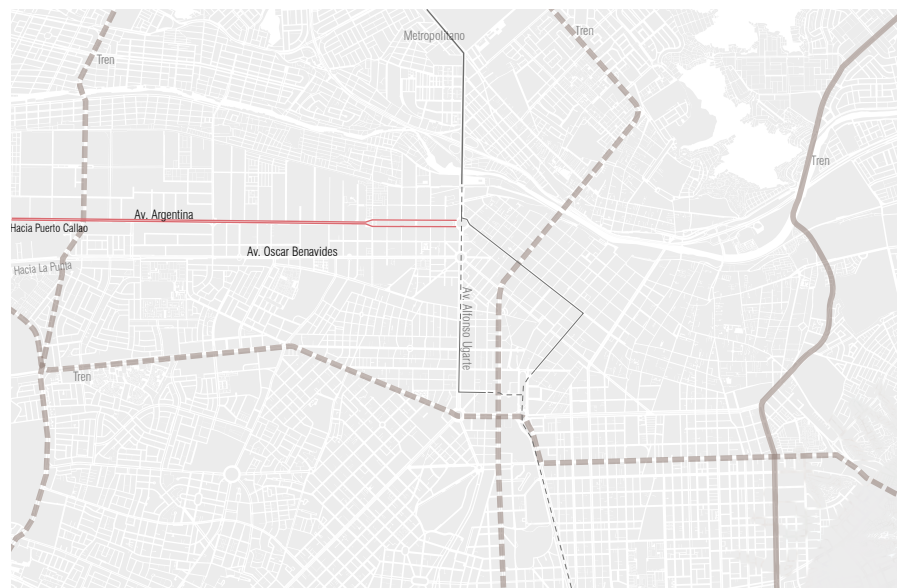 Metropolitano
Tren
Tren
Tren
Av. Argentina
Hacia Puerto Callao
Av. Oscar Benavides
Hacia La Punta
Av. Alfonso Ugarte
Tren